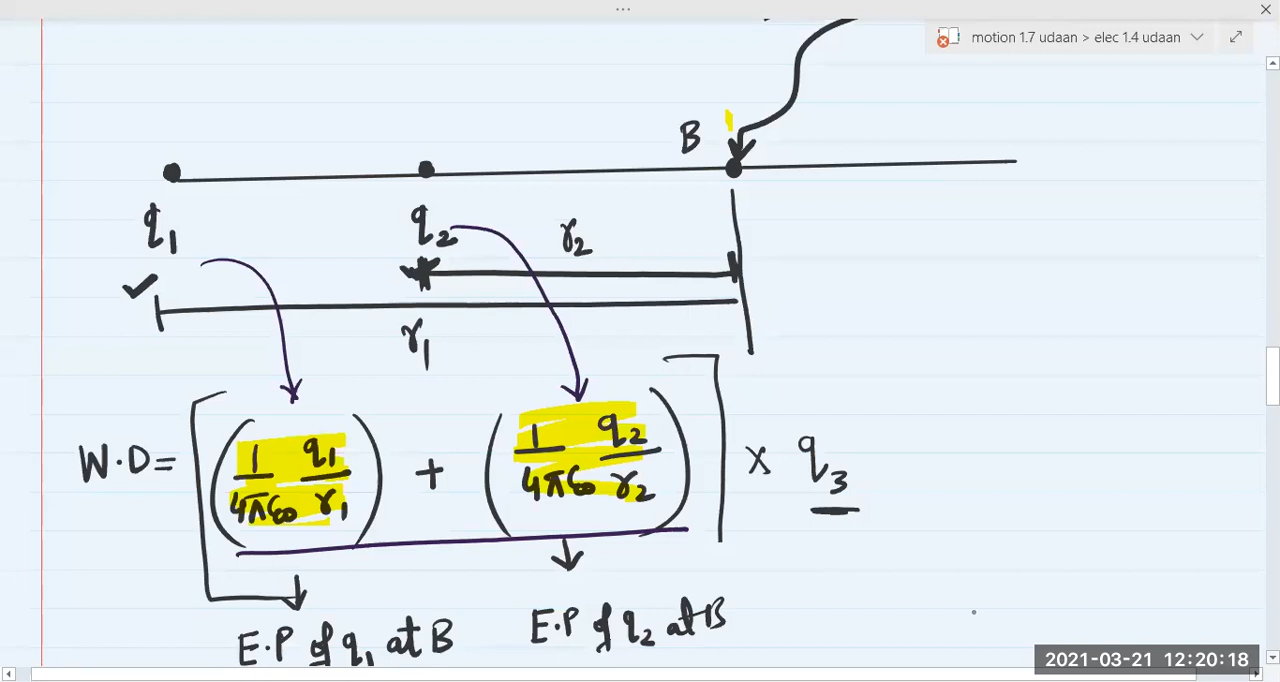 ...
motion 1.7 udaan > elec 1.4 udaan
B
q₁ q₂ r₂
r₁
W.D = [(1/4πε₀ q₁/r₁) + (1/4πε₀ q₂/r₂)] x q₃
E.P of q₁ at B E.P of q₂ at B
2021-03-21 12:20:18